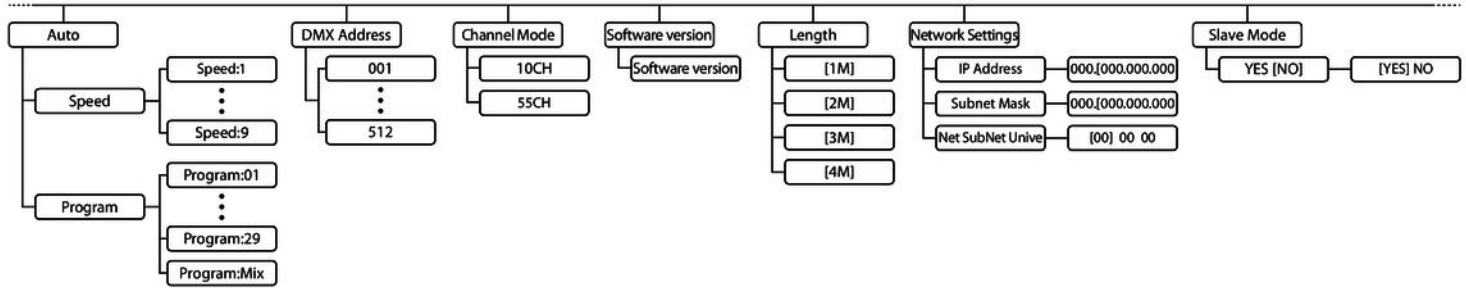 Auto
DMX Address
Channel Mode
Software version
Length
Network Settings
Slave Mode
Speed
Speed:1
Speed:9
Program
Program:01
Program:29
Program:Mix
001
512
10CH
55CH
Software version
[1M]
[2M]
[3M]
[4M]
IP Address
000.[000.000.000
Subnet Mask
000.[000.000.000
Net SubNet Unive
[00] 00 00
YES [NO]
[YES] NO